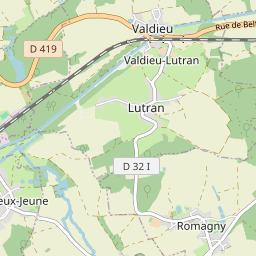 Valdieu
Rue de Bel
D 419
Valdieu-Lutran
Lutran
D 32 I
eux-Jeune
Romagny